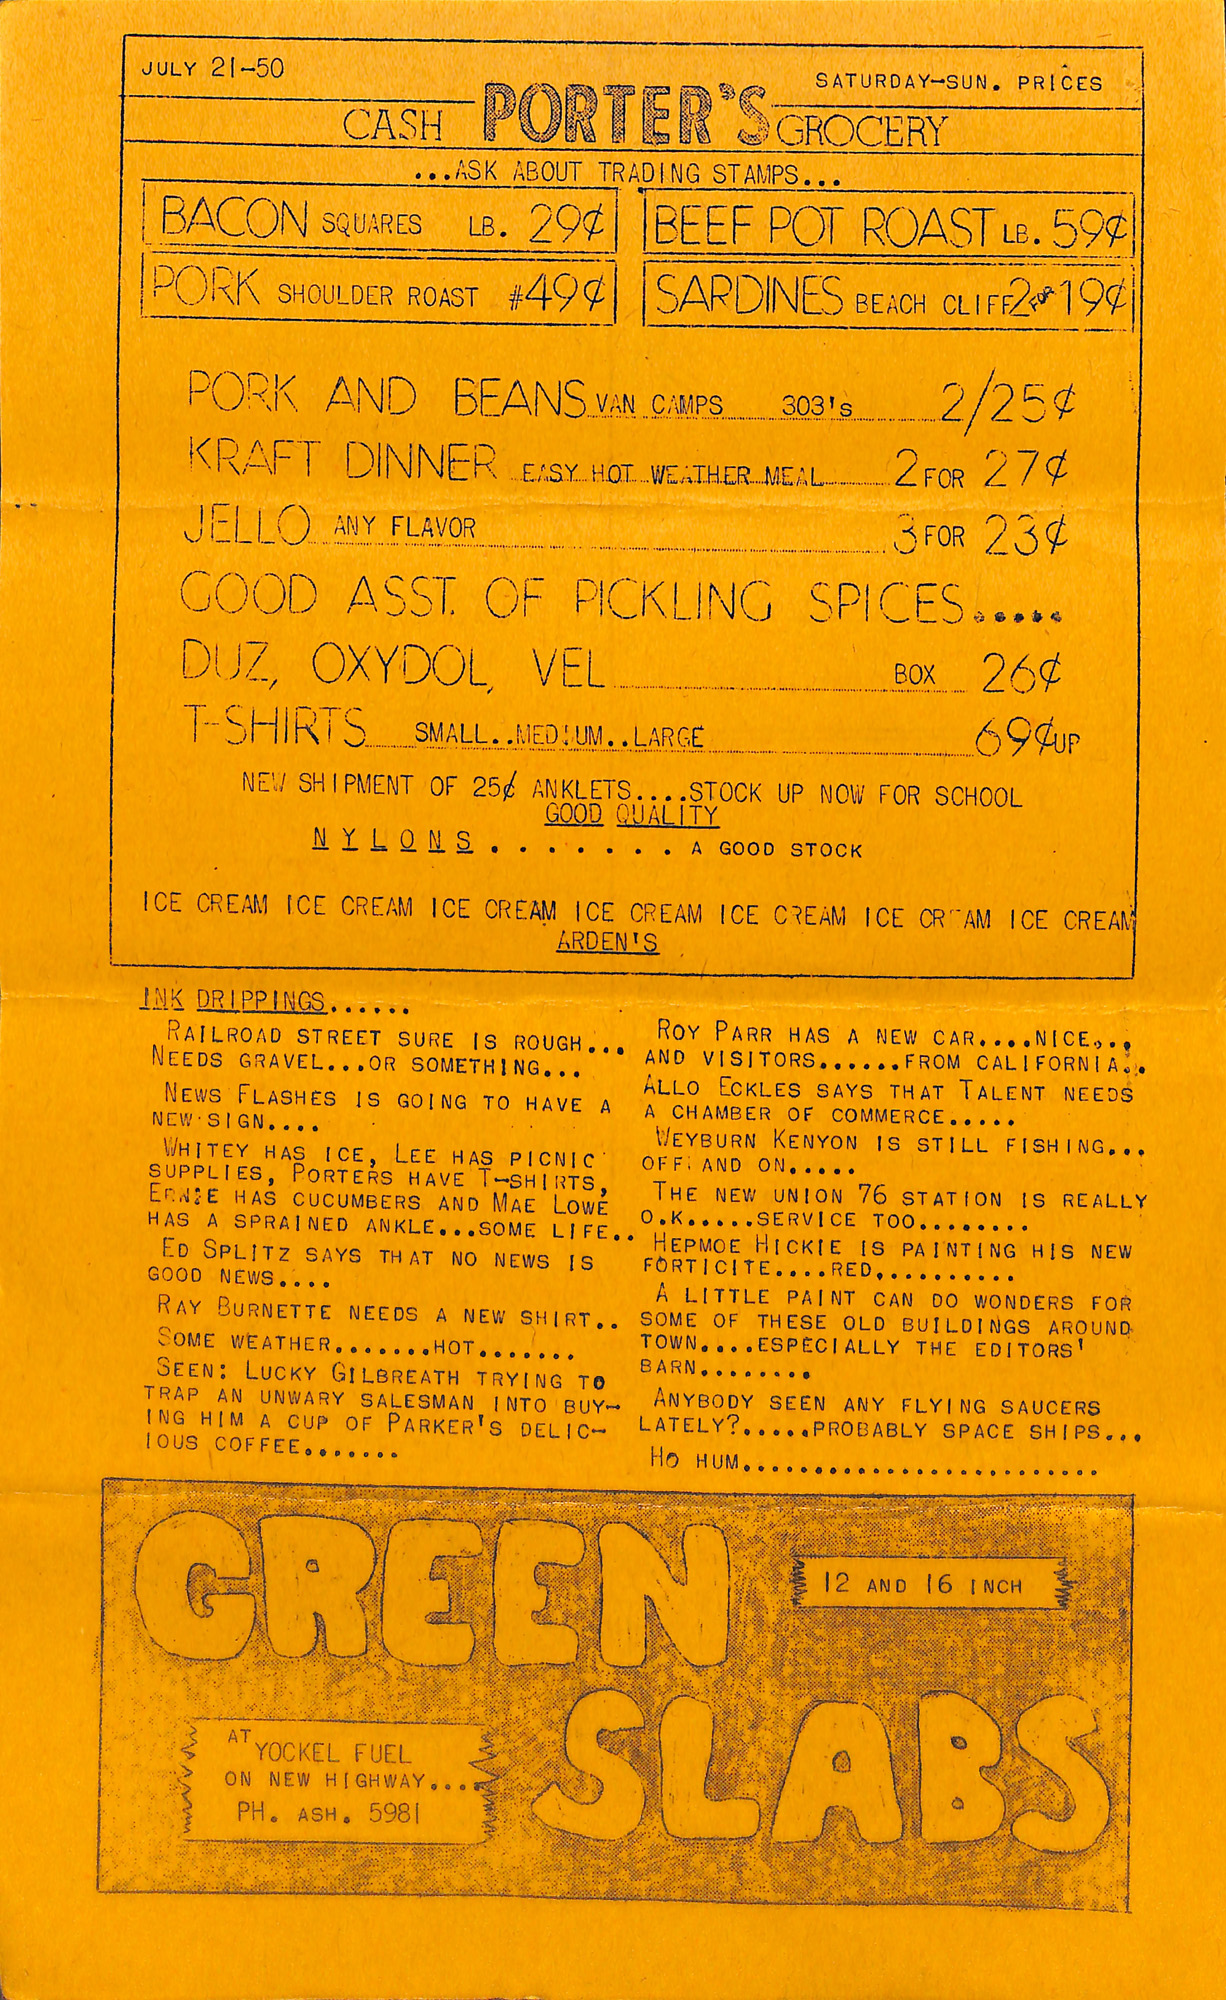 JULY 21-50
SATURDAY-SUN. PRICES
CASH PORTER'S GROCERY
...ASK ABOUT TRADING STAMPS...
BACON SQUARES LB. 29¢
BEEF POT ROAST LB. 59¢
PORK SHOULDER ROAST #49¢
SARDINES BEACH CLIFF 2 FOR 19¢
PORK AND BEANS VAN CAMPS 303's 2/25¢
KRAFT DINNER EASY HOT WEATHER MEAL 2 FOR 27¢
JELLO ANY FLAVOR 3 FOR 23¢
GOOD ASST. OF PICKLING SPICES.....
DUZ, OXYDOL, VEL BOX 26¢
T-SHIRTS SMALL..MEDIUM..LARGE 69¢UP
NEW SHIPMENT OF 25¢ ANKLETS....STOCK UP NOW FOR SCHOOL
GOOD QUALITY
NYLONS........ A GOOD STOCK
ICE CREAM ICE CREAM ICE CREAM ICE CREAM ICE CREAM ICE CREAM ICE CREAM
ARDEN'S
INK DRIPPINGS......
RAILROAD STREET SURE IS ROUGH...
NEEDS GRAVEL...OR SOMETHING...
NEWS FLASHES IS GOING TO HAVE A
NEW SIGN....
WHITEY HAS ICE, LEE HAS PICNIC
SUPPLIES, PORTERS HAVE T-SHIRTS,
ERNIE HAS CUCUMBERS AND MAE LOWE
HAS A SPRAINED ANKLE...SOME LIFE..
ED SPLITZ SAYS THAT NO NEWS IS
GOOD NEWS....
RAY BURNETTE NEEDS A NEW SHIRT..
SOME WEATHER.......HOT.......
SEEN: LUCKY GILBREATH TRYING TO
TRAP AN UNWARY SALESMAN INTO BUY-
ING HIM A CUP OF PARKER'S DELIC-
IOUS COFFEE.......
ROY PARR HAS A NEW CAR....NICE...
AND VISITORS......FROM CALIFORNIA..
ALLO ECKLES SAYS THAT TALENT NEEDS
A CHAMBER OF COMMERCE.....
WEYBURN KENYON IS STILL FISHING...
OFF AND ON.....
THE NEW UNION 76 STATION IS REALLY
O.K.....SERVICE TOO........
HEPMOE HICKIE IS PAINTING HIS NEW
FORTICITE....RED..........
A LITTLE PAINT CAN DO WONDERS FOR
SOME OF THESE OLD BUILDINGS AROUND
TOWN....ESPECIALLY THE EDITORS'
BARN........
ANYBODY SEEN ANY FLYING SAUCERS
LATELY?.....PROBABLY SPACE SHIPS...
HO HUM.........................
GREEN
12 AND 16 INCH
SLABS
AT YOCKEL FUEL
ON NEW HIGHWAY....
PH. ASH. 5981